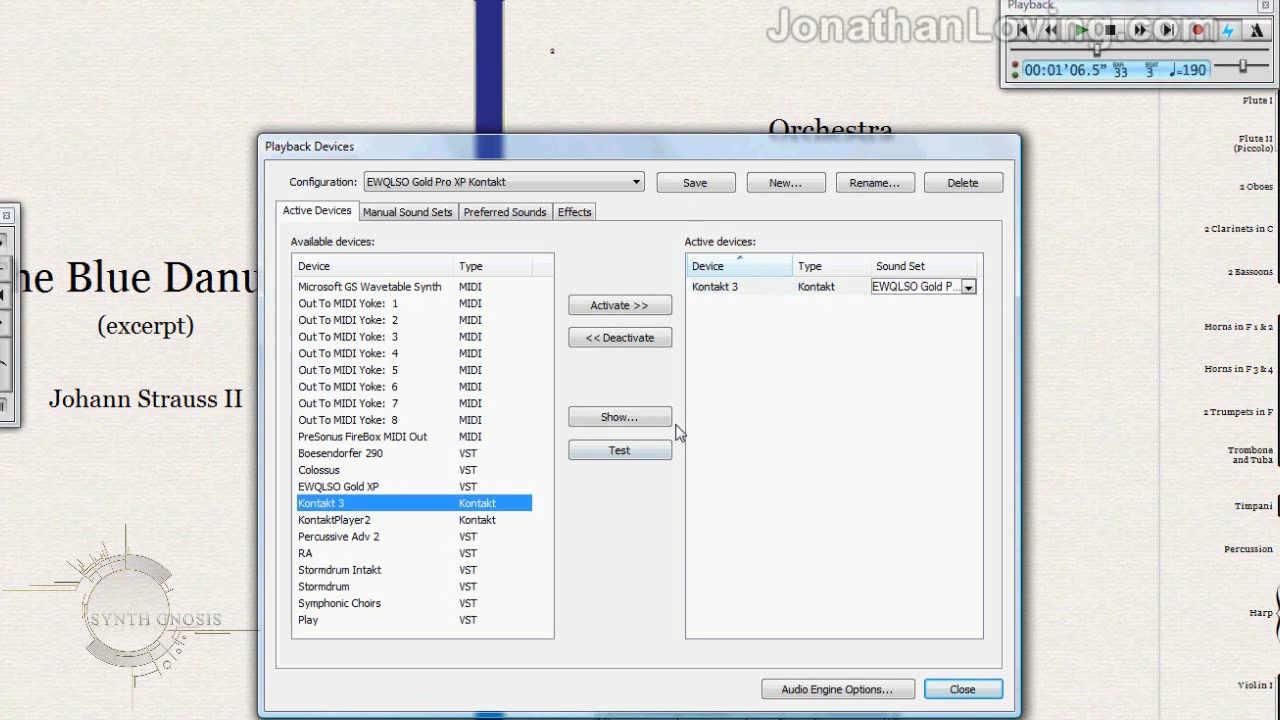 JonathanLoving.com
Playback
00:01'06.5" BAR 33 BEAT 3 ♩=190
2
Orchestra
he Blue Danu
(excerpt)
Johann Strauss II
SYNTH GNOSIS
Playback Devices
Configuration: EWQLSO Gold Pro XP Kontakt Save New... Rename... Delete
Active Devices Manual Sound Sets Preferred Sounds Effects
Available devices:
Device Type
Microsoft GS Wavetable Synth MIDI
Out To MIDI Yoke: 1 MIDI
Out To MIDI Yoke: 2 MIDI
Out To MIDI Yoke: 3 MIDI
Out To MIDI Yoke: 4 MIDI
Out To MIDI Yoke: 5 MIDI
Out To MIDI Yoke: 6 MIDI
Out To MIDI Yoke: 7 MIDI
Out To MIDI Yoke: 8 MIDI
PreSonus FireBox MIDI Out MIDI
Boesendorfer 290 VST
Colossus VST
EWQLSO Gold XP VST
Kontakt 3 Kontakt
KontaktPlayer2 Kontakt
Percussive Adv 2 VST
RA VST
Stormdrum Intakt VST
Stormdrum VST
Symphonic Choirs VST
Play VST
Activate >>
<< Deactivate
Show...
Test
Active devices:
Device Type Sound Set
Kontakt 3 Kontakt EWQLSO Gold P...
Audio Engine Options... Close
Flute I
Flute II
(Piccolo)
2 Oboes
2 Clarinets in C
2 Bassoons
Horns in F 1 & 2
Horns in F 3 & 4
2 Trumpets in F
Trombone
and Tuba
Timpani
Percussion
Harp
Violin I